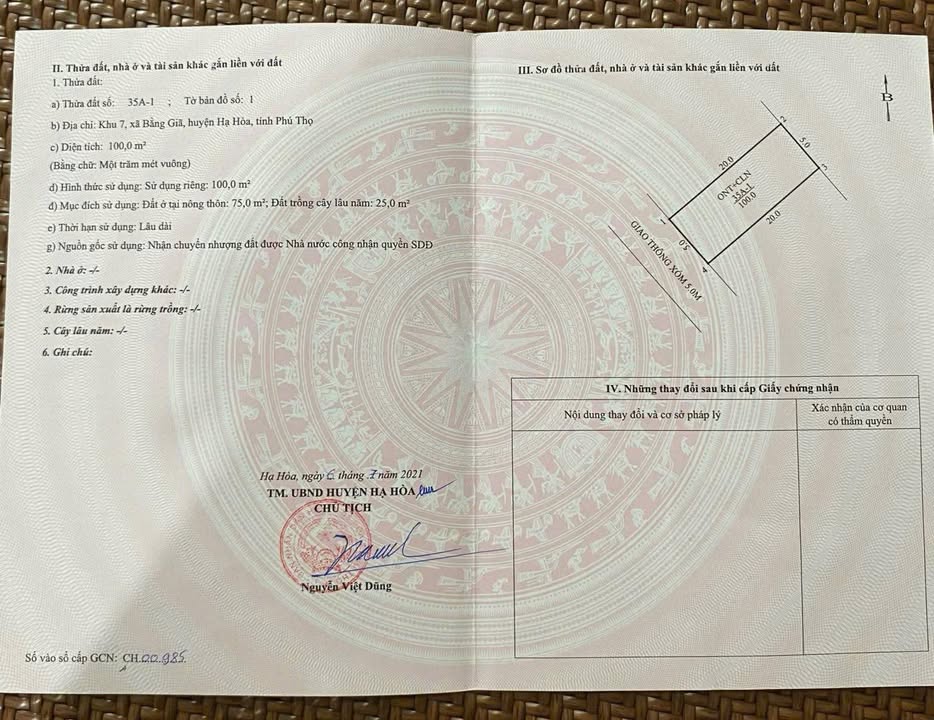 II. Thửa đất, nhà ở và tài sản khác gắn liền với đất
1. Thửa đất:
a) Thửa đất số: 35A-1 ; Tờ bản đồ số: 1
b) Địa chỉ: Khu 7, xã Bằng Giã, huyện Hạ Hòa, tỉnh Phú Thọ
c) Diện tích: 100,0 m²
(Bằng chữ: Một trăm mét vuông)
d) Hình thức sử dụng: Sử dụng riêng: 100,0 m²
đ) Mục đích sử dụng: Đất ở tại nông thôn: 75,0 m²; Đất trồng cây lâu năm: 25,0 m²
e) Thời hạn sử dụng: Lâu dài
g) Nguồn gốc sử dụng: Nhận chuyển nhượng đất được Nhà nước công nhận quyền SDĐ
2. Nhà ở: -/-
3. Công trình xây dựng khác: -/-
4. Rừng sản xuất là rừng trồng: -/-
5. Cây lâu năm: -/-
6. Ghi chú:
Hạ Hòa, ngày 6 tháng 7 năm 2021
TM. UBND HUYỆN HẠ HÒA
CHỦ TỊCH
Nguyễn Việt Dũng
Số vào sổ cấp GCN: CH.00985.
III. Sơ đồ thửa đất, nhà ở và tài sản khác gắn liền với đất
B
2
20.0
5.0
3
ONT+CLN
35A-1
100.0
1
20.0
5.0
4
GIAO THÔNG XÓM 5.0M
IV. Những thay đổi sau khi cấp Giấy chứng nhận
Nội dung thay đổi và cơ sở pháp lý
Xác nhận của cơ quan
có thẩm quyền